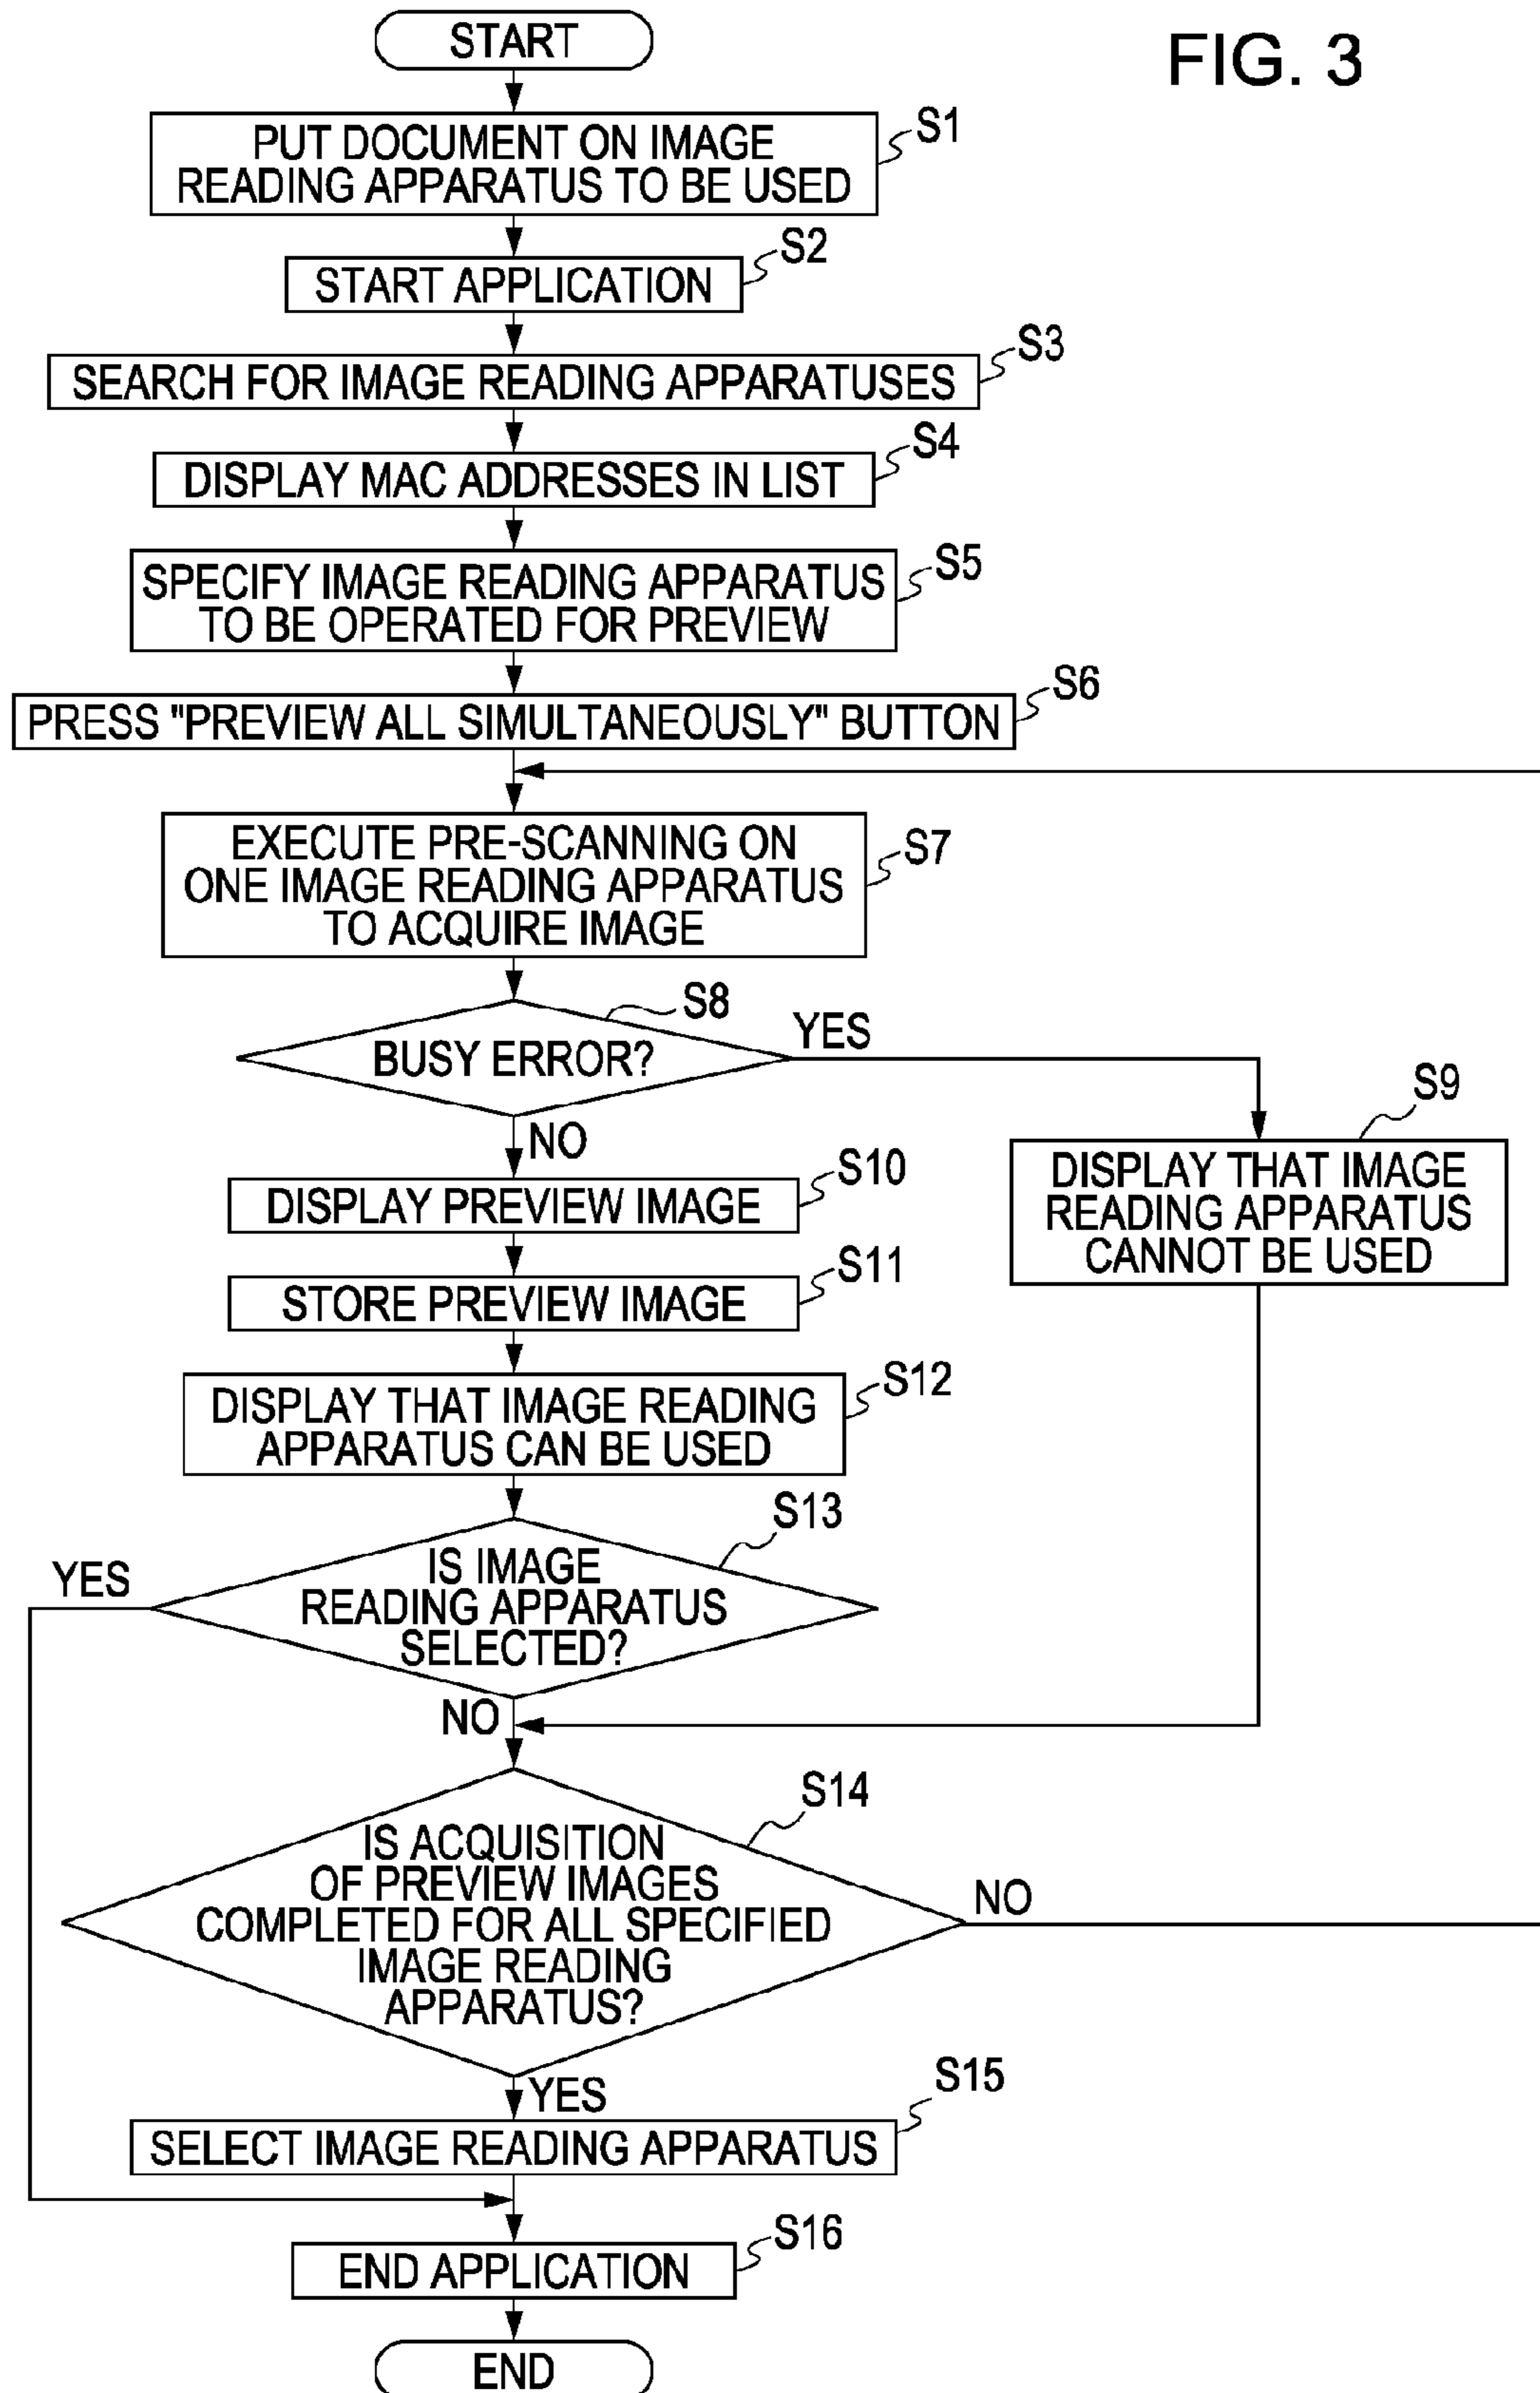 START
FIG. 3
PUT DOCUMENT ON IMAGE
READING APPARATUS TO BE USED
S1
START APPLICATION
S2
SEARCH FOR IMAGE READING APPARATUSES
S3
DISPLAY MAC ADDRESSES IN LIST
S4
SPECIFY IMAGE READING APPARATUS
TO BE OPERATED FOR PREVIEW
S5
PRESS "PREVIEW ALL SIMULTANEOUSLY" BUTTON
S6
EXECUTE PRE-SCANNING ON
ONE IMAGE READING APPARATUS
TO ACQUIRE IMAGE
S7
BUSY ERROR?
S8
YES
NO
DISPLAY THAT IMAGE
READING APPARATUS
CANNOT BE USED
S9
DISPLAY PREVIEW IMAGE
S10
STORE PREVIEW IMAGE
S11
DISPLAY THAT IMAGE READING
APPARATUS CAN BE USED
S12
IS IMAGE
READING APPARATUS
SELECTED?
S13
YES
NO
IS ACQUISITION
OF PREVIEW IMAGES
COMPLETED FOR ALL SPECIFIED
IMAGE READING
APPARATUS?
S14
NO
YES
SELECT IMAGE READING APPARATUS
S15
END APPLICATION
S16
END